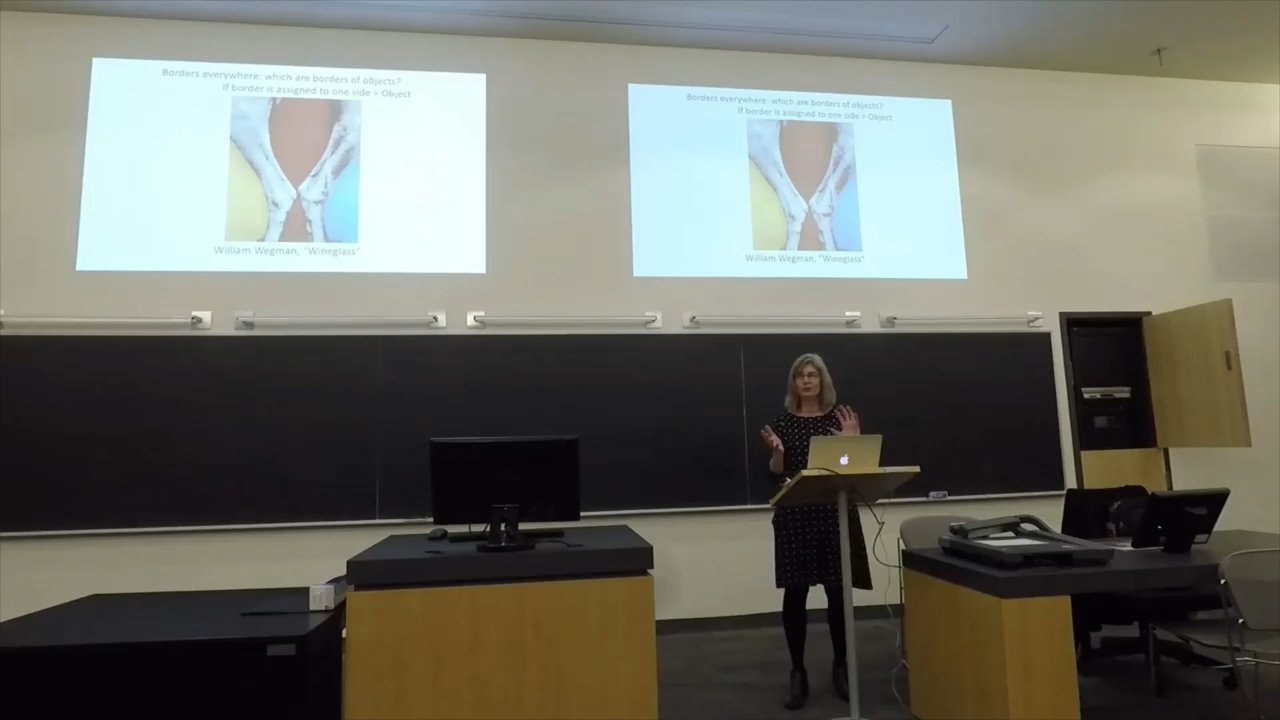 Borders everywhere: which are borders of objects?
If border is assigned to one side = Object
William Wegman, "Wineglass"
Borders everywhere: which are borders of objects?
If border is assigned to one side = Object
William Wegman, "Wineglass"